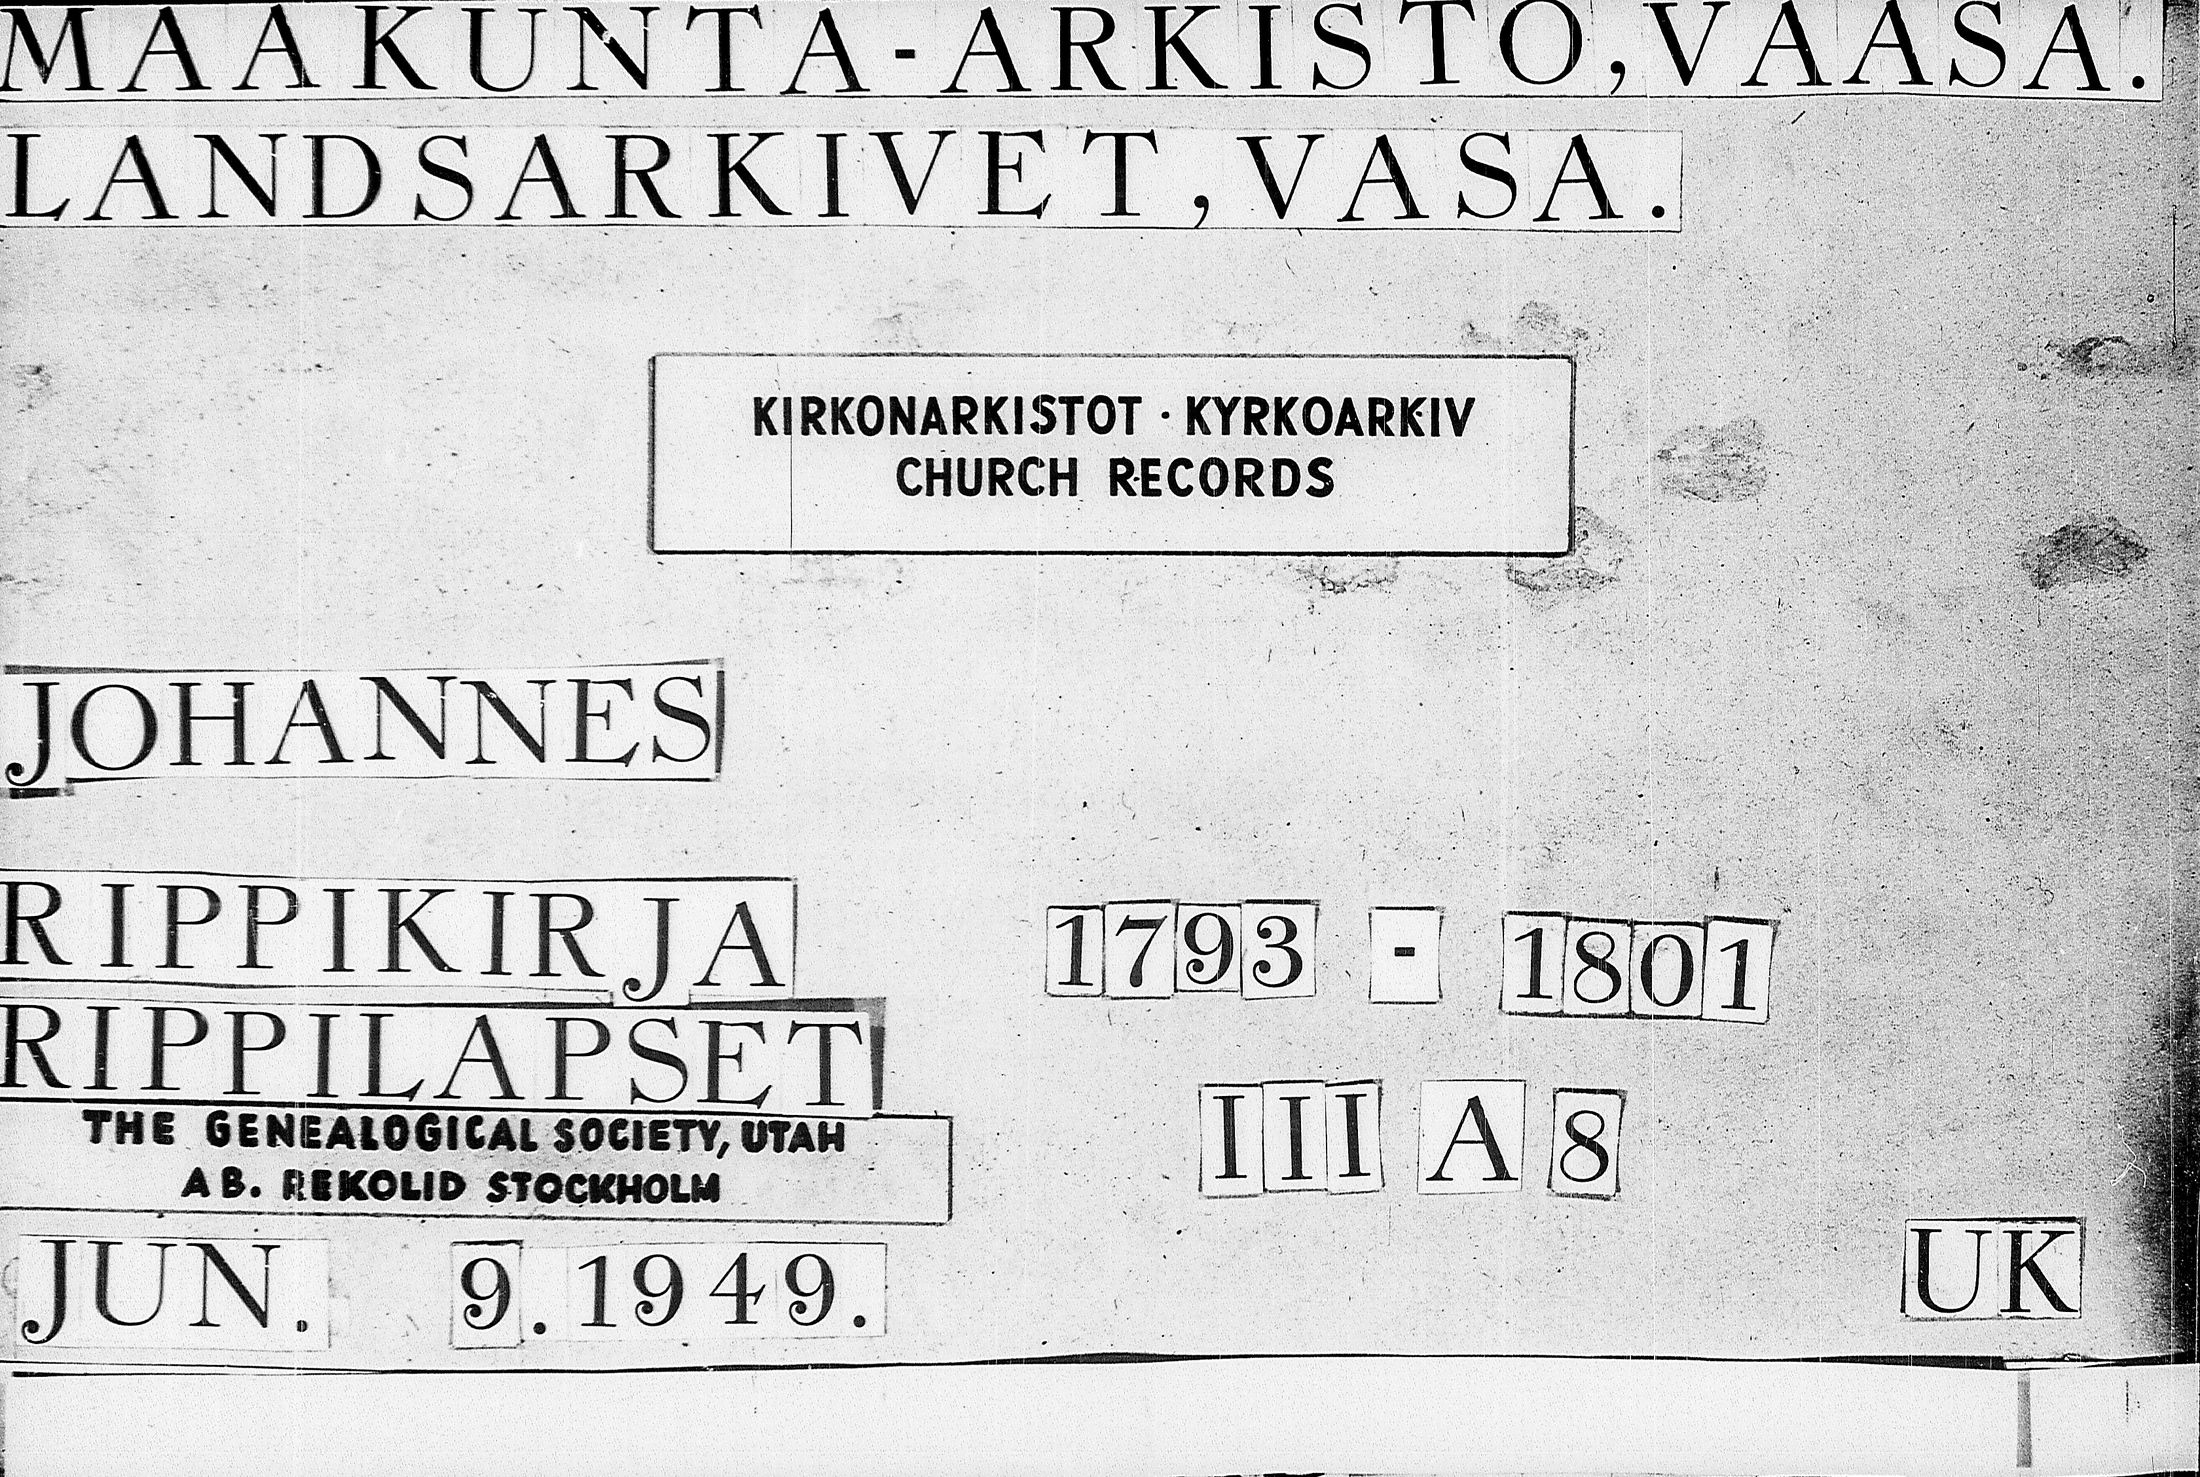 MAAKUNTA-ARKISTO, VAASA.
LANDSARKIVET, VASA.
KIRKONARKISTOT · KYRKOARKIV
CHURCH RECORDS
JOHANNES
RIPPIKIRJA 1793 - 1801
RIPPILAPSET
III A 8
THE GENEALOGICAL SOCIETY, UTAH
AB. REKOLID STOCKHOLM
JUN. 9. 1949.
UK